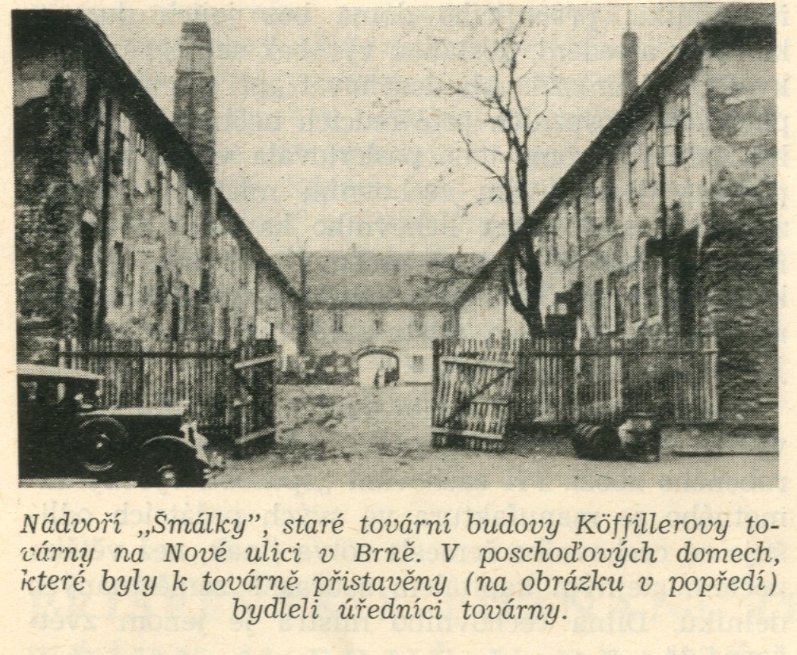 Nádvoří „Šmálky", staré tovární budovy Köffillerovy to-
várny na Nové ulici v Brně. V poschoďových domech,
které byly k továrně přistavěny (na obrázku v popředí)
bydleli úředníci továrny.